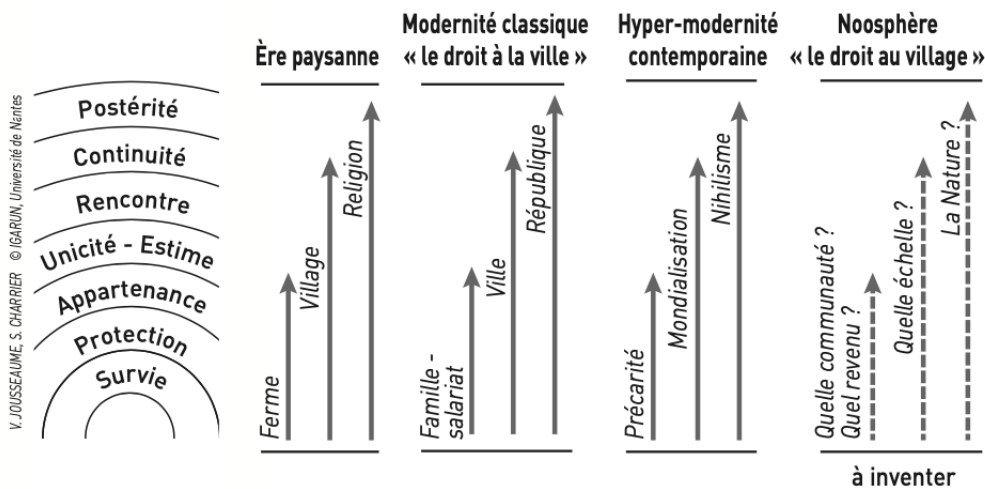 Ère paysanne
Modernité classique
« le droit à la ville »
Hyper-modernité
contemporaine
Noosphère
« le droit au village »
V. JOUSSEAUME, S. CHARRIER © IGARUN, Université de Nantes
Postérité
Continuité
Rencontre
Unicité - Estime
Appartenance
Protection
Survie
Ferme
Village
Religion
Famille -
salariat
Ville
République
Précarité
Mondialisation
Nihilisme
Quelle communauté ?
Quel revenu ?
Quelle échelle ?
La Nature ?
à inventer